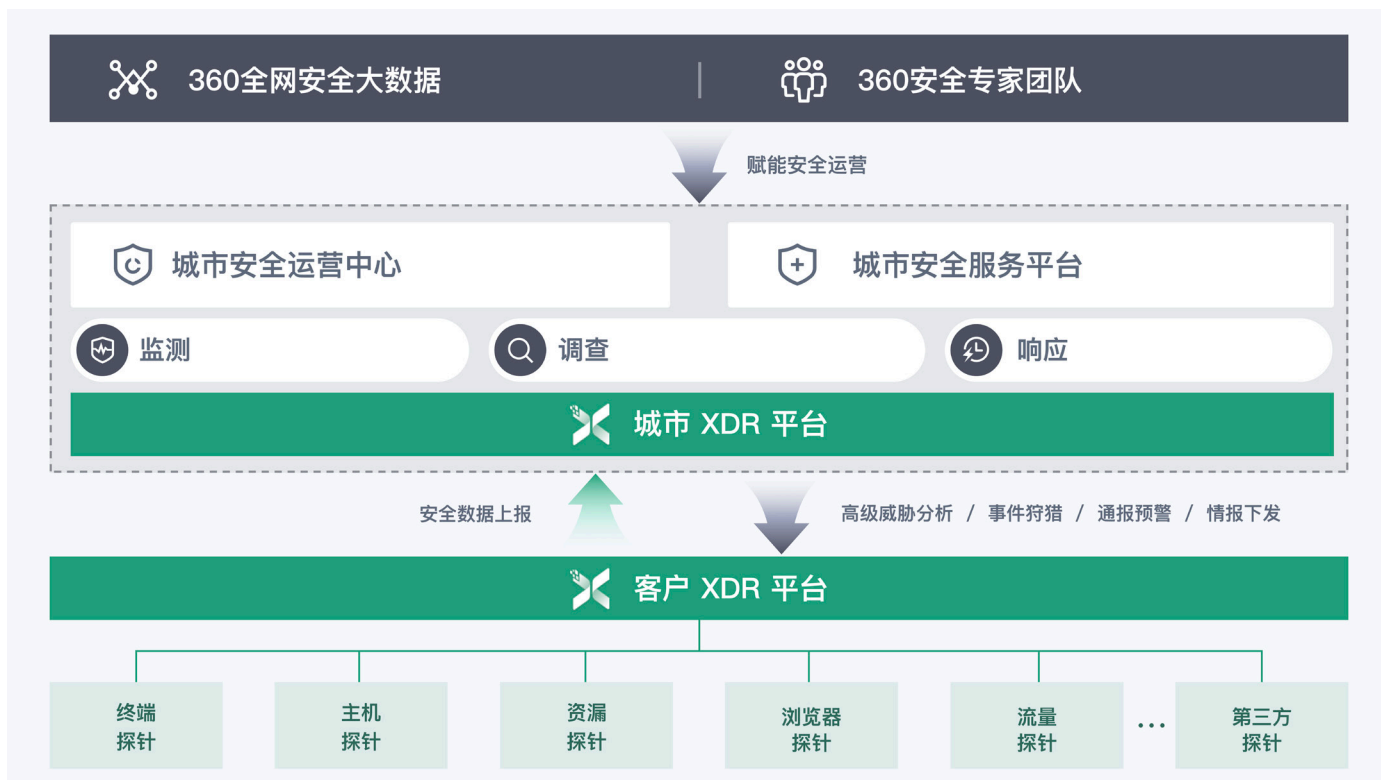 360全网安全大数据 | 360安全专家团队
赋能安全运营
城市安全运营中心 城市安全服务平台
监测 调查 响应
城市 XDR 平台
安全数据上报 高级威胁分析 / 事件狩猎 / 通报预警 / 情报下发
客户 XDR 平台
终端 主机 资漏 浏览器 流量 ... 第三方
探针 探针 探针 探针 探针 探针